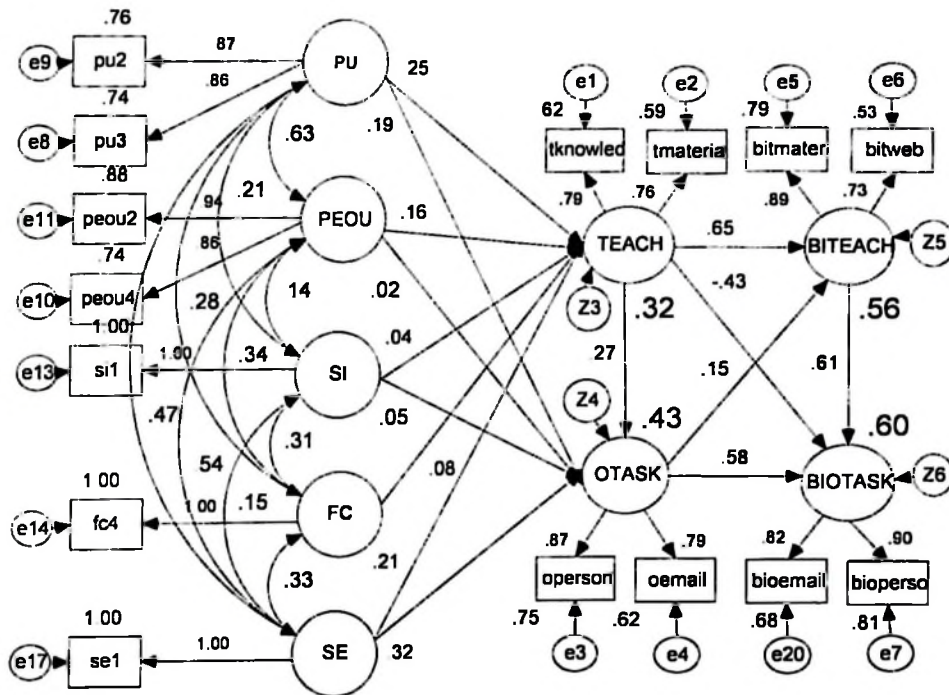 .76
e9 pu2 87 PU 25
.86
.74
e8 pu3 .63 .19
.88
.21
e11 peou2 94 PEOU .16
.74 86
e10 peou4 .28 14 .02
1.00
e13 si1 1.00 .34 SI .04
.05
.47 .31
54
1.00 .08
e14 fc4 1.00 .15 FC
.21
.33
1.00
e17 se1 1.00 SE 32
e1 e2 e5 e6
62 .59 .79 .53
tknowled tmateria bitmater bitweb
.79 .76 .89 .73
TEACH .65 BITEACH Z5
Z3 .32 -.43 .56
.27 .15 .61
Z4 .43 .60
OTASK .58 BIOTASK Z6
.87 .79 .82 .90
operson oemail bioemail bioperso
.75 .62 .68 .81
e3 e4 e20 e7